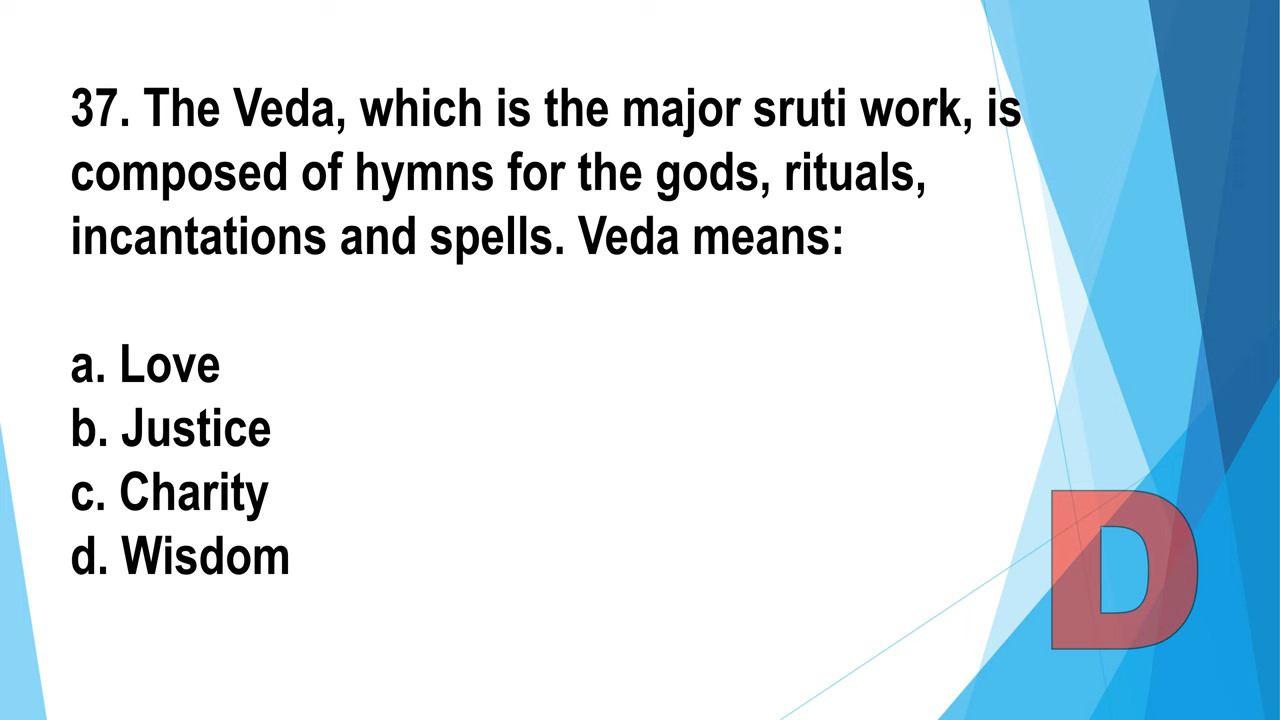 37. The Veda, which is the major sruti work, is
composed of hymns for the gods, rituals,
incantations and spells. Veda means:
a. Love
b. Justice
c. Charity
d. Wisdom
D